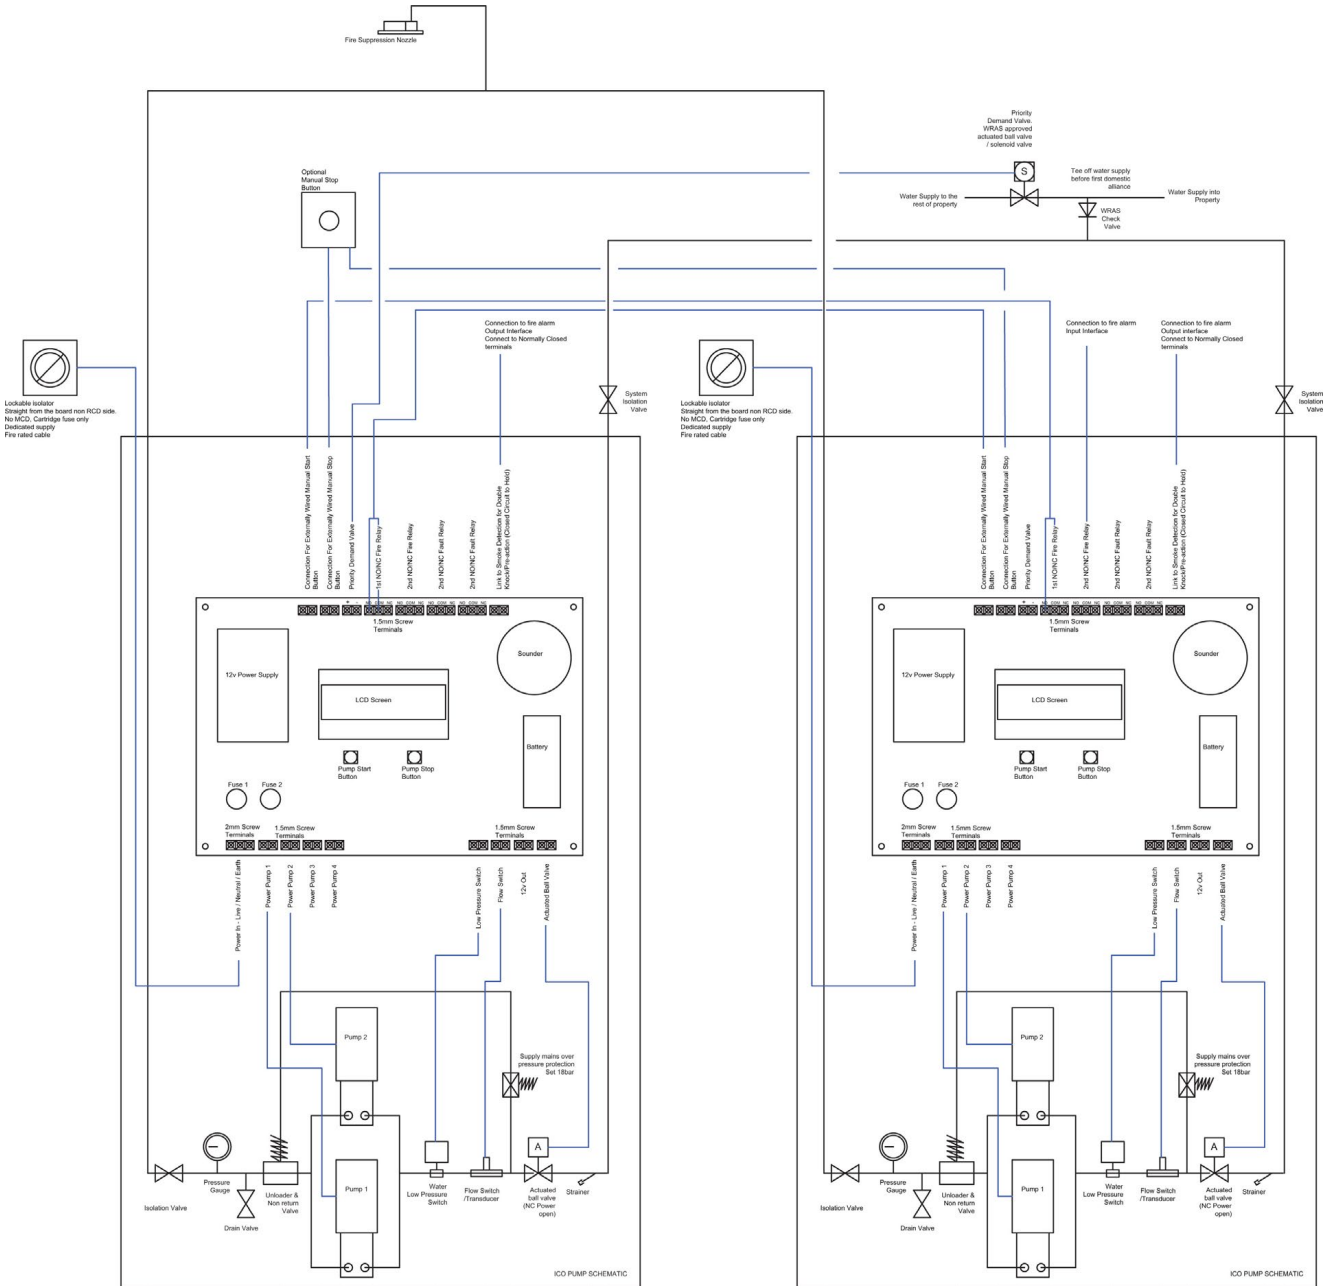 Fire Suppression Nozzle
Priority
Demand Valve.
WRAS approved
actuated ball valve
/ solenoid valve
S
Tee off water supply
before first domestic
alliance
Water Supply to the
rest of property
Water Supply into
Property
WRAS
Check
Valve
Optional
Manual Stop
Button
Connection to fire alarm
Output Interface
Connect to Normally Closed
terminals
Connection to fire alarm
Input Interface
Connection to fire alarm
Output interface
Connect to Normally Closed
terminals
Lockable isolator
Straight from the board non RCD side.
No MCD, Cartridge fuse only
Dedicated supply
Fire rated cable
System
Isolation
Valve
Lockable isolator
Straight from the board non RCD side.
No MCD, Cartridge fuse only
Dedicated supply
Fire rated cable
System
Isolation
Valve
Connection For Externally Wired Manual Start
Button
Connection For Externally Wired Manual Stop
Button
Priority Demand Valve
1st NO/NC Fire Relay
2nd NO/NC Fire Relay
2nd NO/NC Fault Relay
2nd NO/NC Fault Relay
Link to Smoke Detection for Double
Knock/Pre-action (Closed Circuit to Hold)
+ - NO COM NC NO COM NC NO COM NC NO COM NC
1.5mm Screw
Terminals
12v Power Supply
LCD Screen
Sounder
Battery
Pump Start
Button
Pump Stop
Button
Fuse 1
Fuse 2
2mm Screw
Terminals
1.5mm Screw
Terminals
1.5mm Screw
Terminals
Power In - Live / Neutral / Earth
Power Pump 1
Power Pump 2
Power Pump 3
Power Pump 4
Low Pressure Switch
Flow Switch
12v Out
Actuated Ball Valve
Pump 2
Supply mains over
pressure protection
Set 18bar
Pump 1
A
Pressure
Gauge
Isolation Valve
Drain Valve
Unloader &
Non return
Valve
Water
Low Pressure
Switch
Flow Switch
/Transducer
Actuated
ball valve
(NC Power
open)
Strainer
ICO PUMP SCHEMATIC
Connection For Externally Wired Manual Start
Button
Connection For Externally Wired Manual Stop
Button
Priority Demand Valve
1st NO/NC Fire Relay
2nd NO/NC Fire Relay
2nd NO/NC Fault Relay
2nd NO/NC Fault Relay
Link to Smoke Detection for Double
Knock/Pre-action (Closed Circuit to Hold)
+ - NO COM NC NO COM NC NO COM NC NO COM NC
1.5mm Screw
Terminals
12v Power Supply
LCD Screen
Sounder
Battery
Pump Start
Button
Pump Stop
Button
Fuse 1
Fuse 2
2mm Screw
Terminals
1.5mm Screw
Terminals
1.5mm Screw
Terminals
Power In - Live / Neutral / Earth
Power Pump 1
Power Pump 2
Power Pump 3
Power Pump 4
Low Pressure Switch
Flow Switch
12v Out
Actuated Ball Valve
Pump 2
Supply mains over
pressure protection
Set 18bar
Pump 1
A
Pressure
Gauge
Isolation Valve
Drain Valve
Unloader &
Non return
Valve
Water
Low Pressure
Switch
Flow Switch
/Transducer
Actuated
ball valve
(NC Power
open)
Strainer
ICO PUMP SCHEMATIC